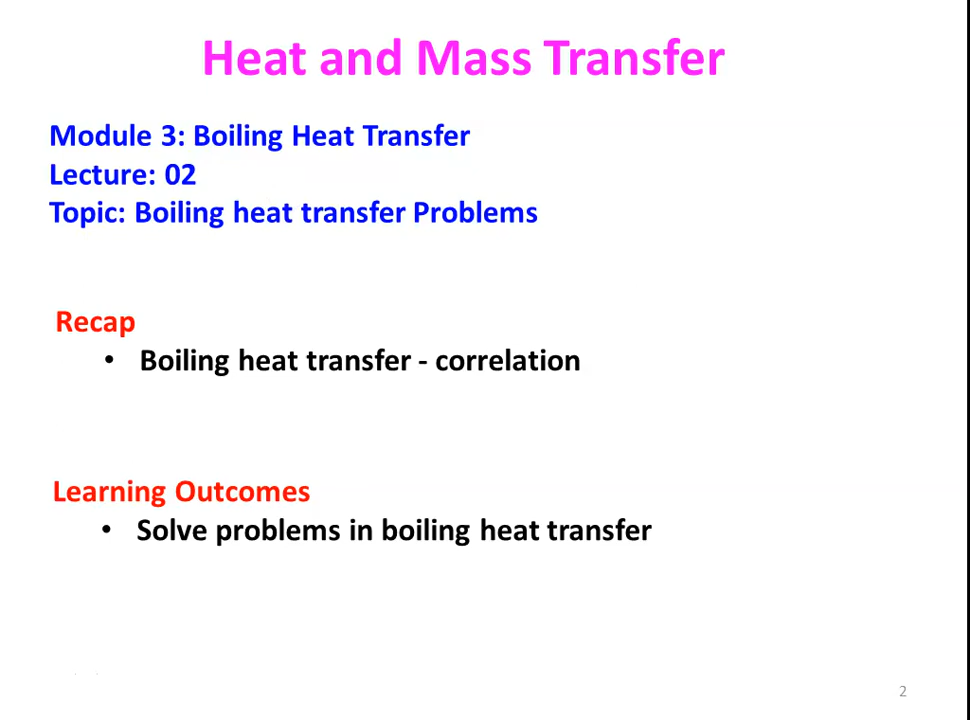 Heat and Mass Transfer
Module 3: Boiling Heat Transfer
Lecture: 02
Topic: Boiling heat transfer Problems
Recap
• Boiling heat transfer - correlation
Learning Outcomes
• Solve problems in boiling heat transfer
2